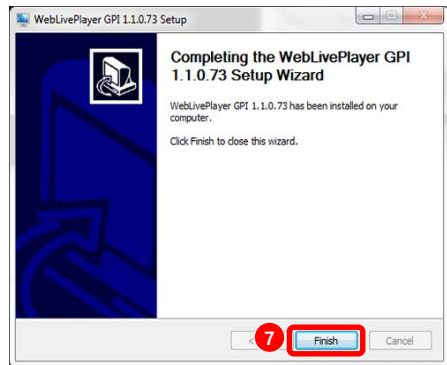 WebLivePlayer GPI 1.1.0.73 Setup
Completing the WebLivePlayer GPI
1.1.0.73 Setup Wizard
WebLivePlayer GPI 1.1.0.73 has been installed on your
computer.
Click Finish to close this wizard.
< 7 Finish Cancel